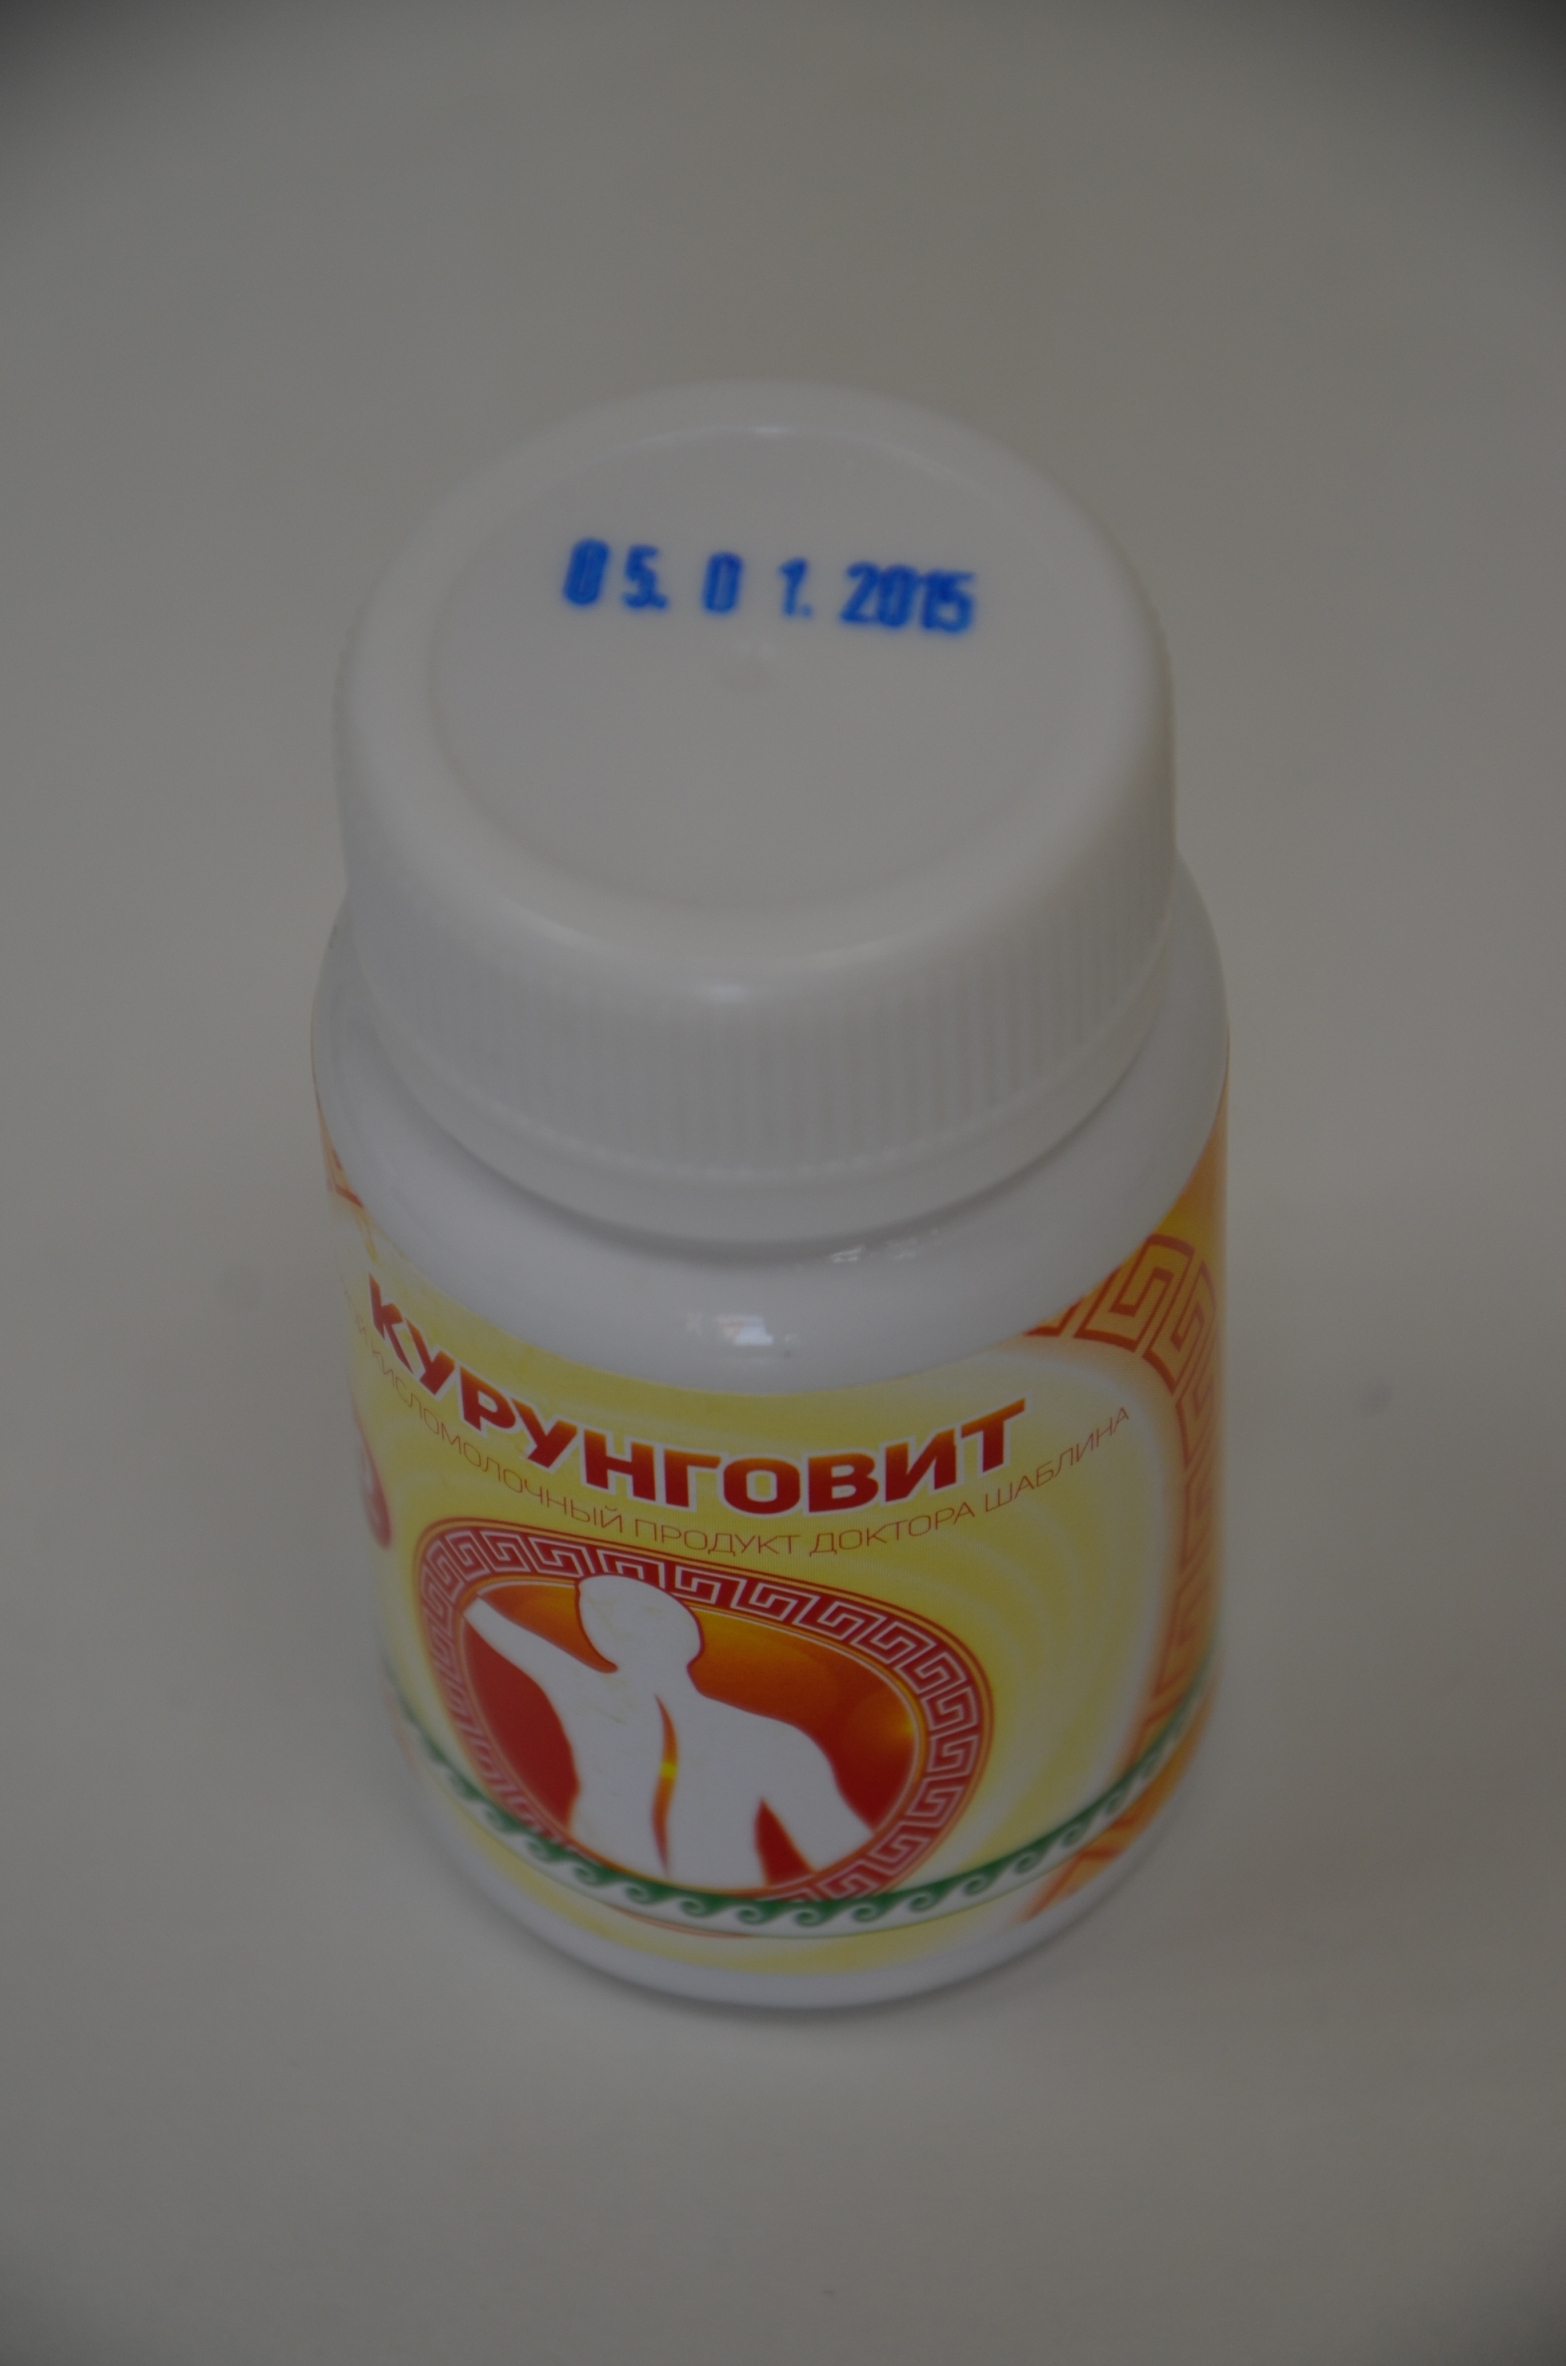 05. 01. 2015
КУРУНГОВИТ
КИСЛОМОЛОЧНЫЙ ПРОДУКТ ДОКТОРА ШАБЛИНА